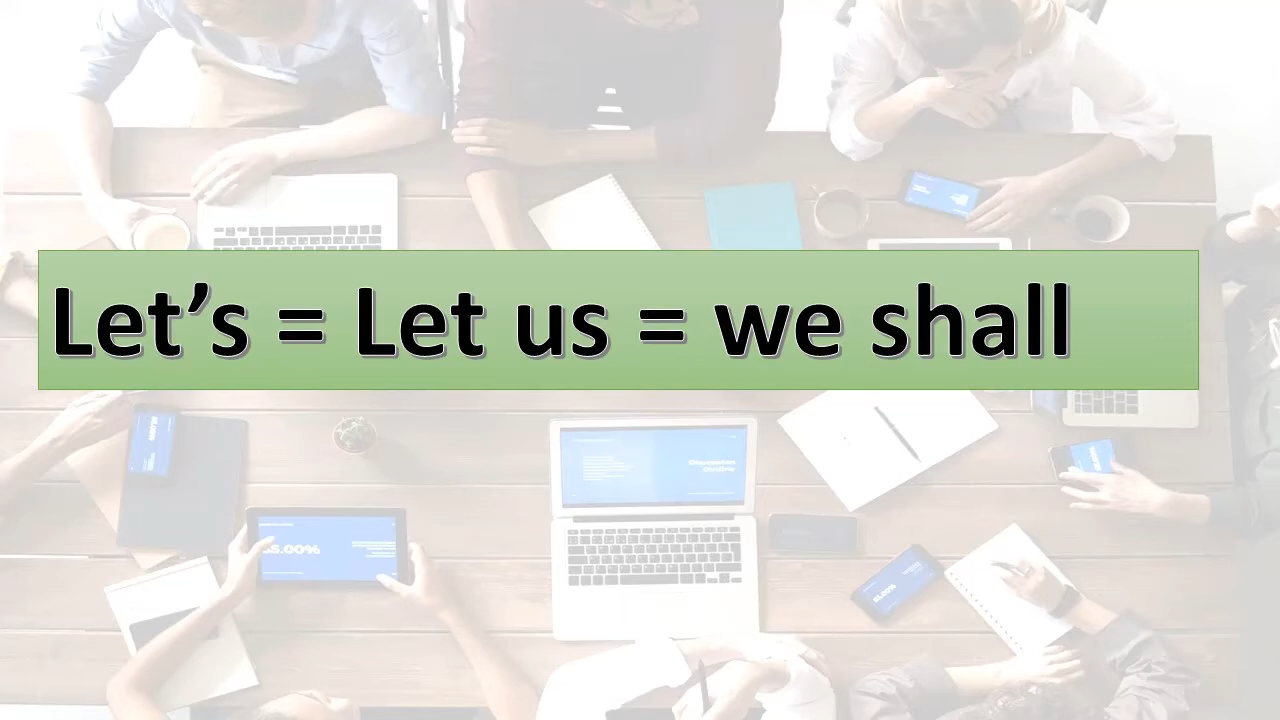 Let’s = Let us = we shall